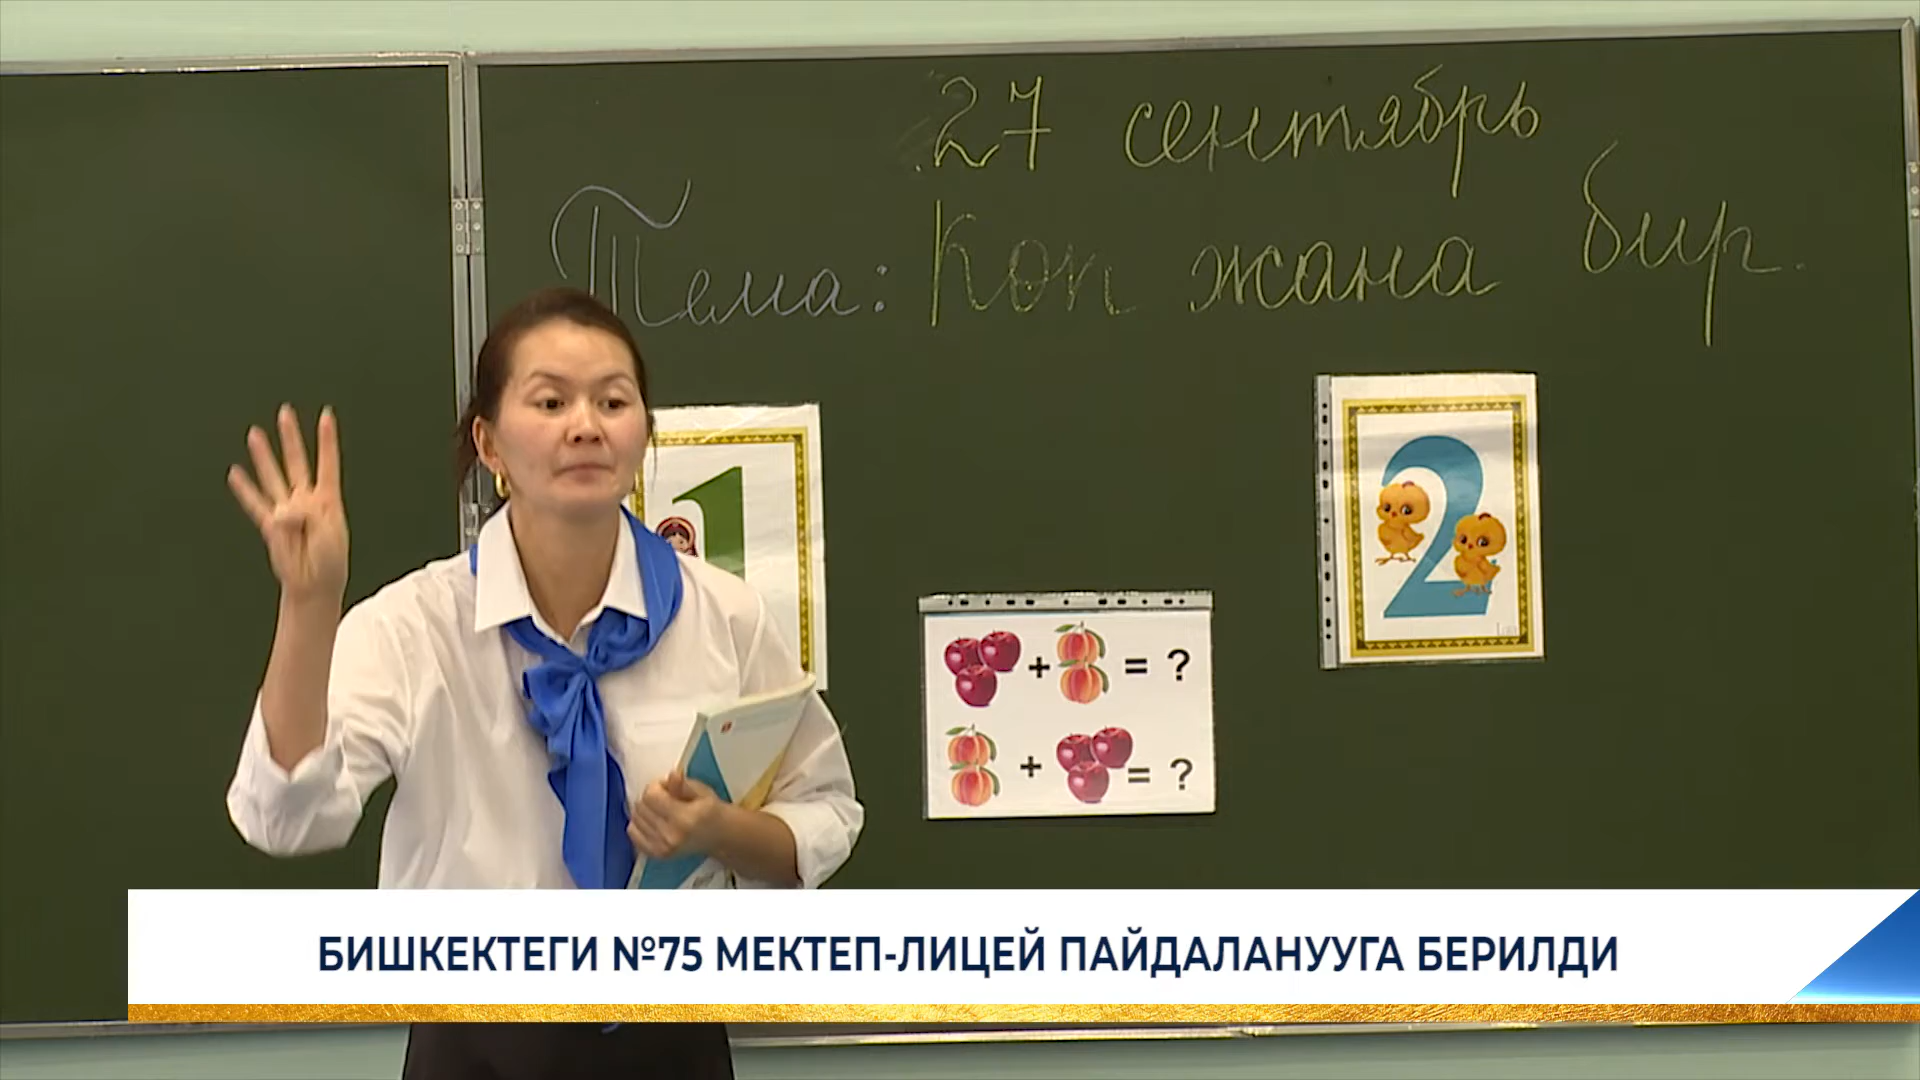 27 сентябрь
Тема: Көп жана бир.
1
2
+ = ?
+ = ?
БИШКЕКТЕГИ №75 МЕКТЕП-ЛИЦЕЙ ПАЙДАЛАНУУГА БЕРИЛДИ